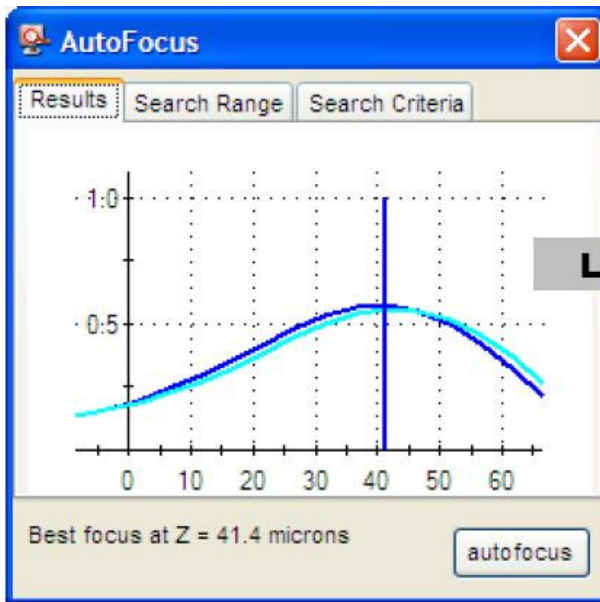 AutoFocus
Results Search Range Search Criteria
1.0
0.5
0 10 20 30 40 50 60
Best focus at Z = 41.4 microns
autofocus